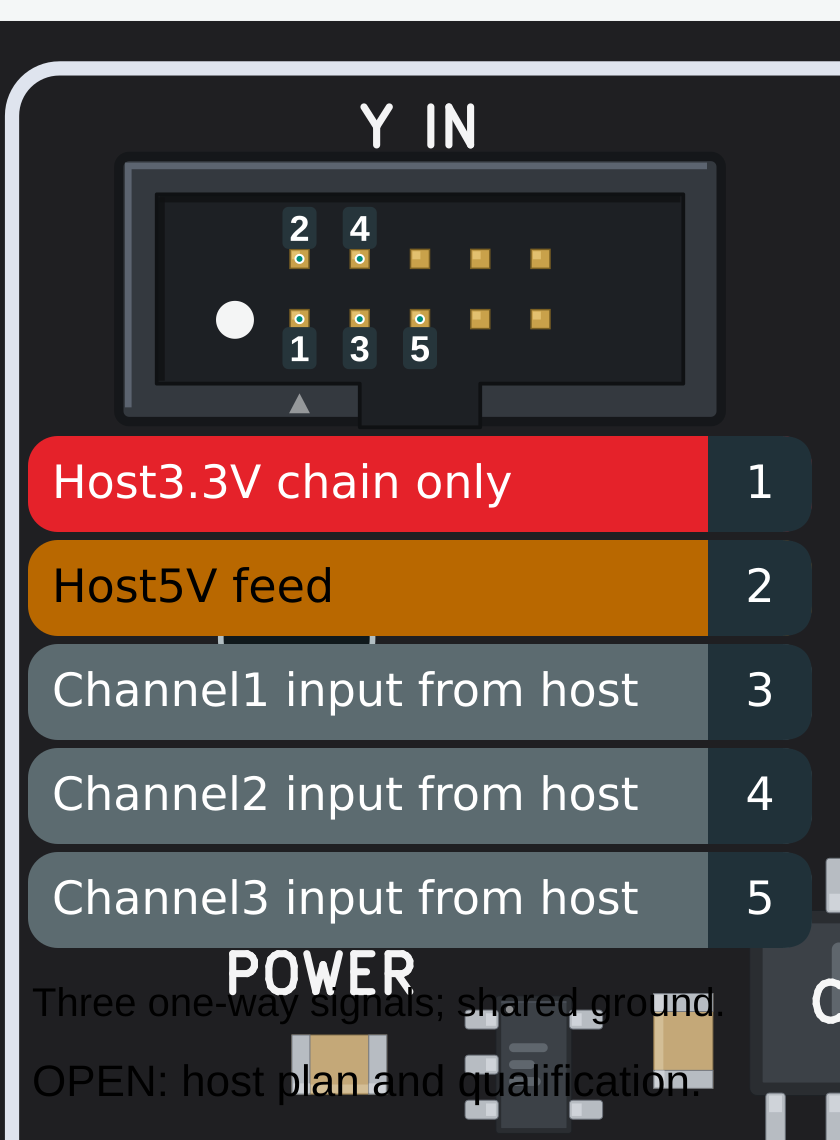 Y IN
2 4
1 3 5
Host3.3V chain only 1
Host5V feed 2
Channel1 input from host 3
Channel2 input from host 4
Channel3 input from host 5
POWER
Three one-way signals; shared ground.
OPEN: host plan and qualification.